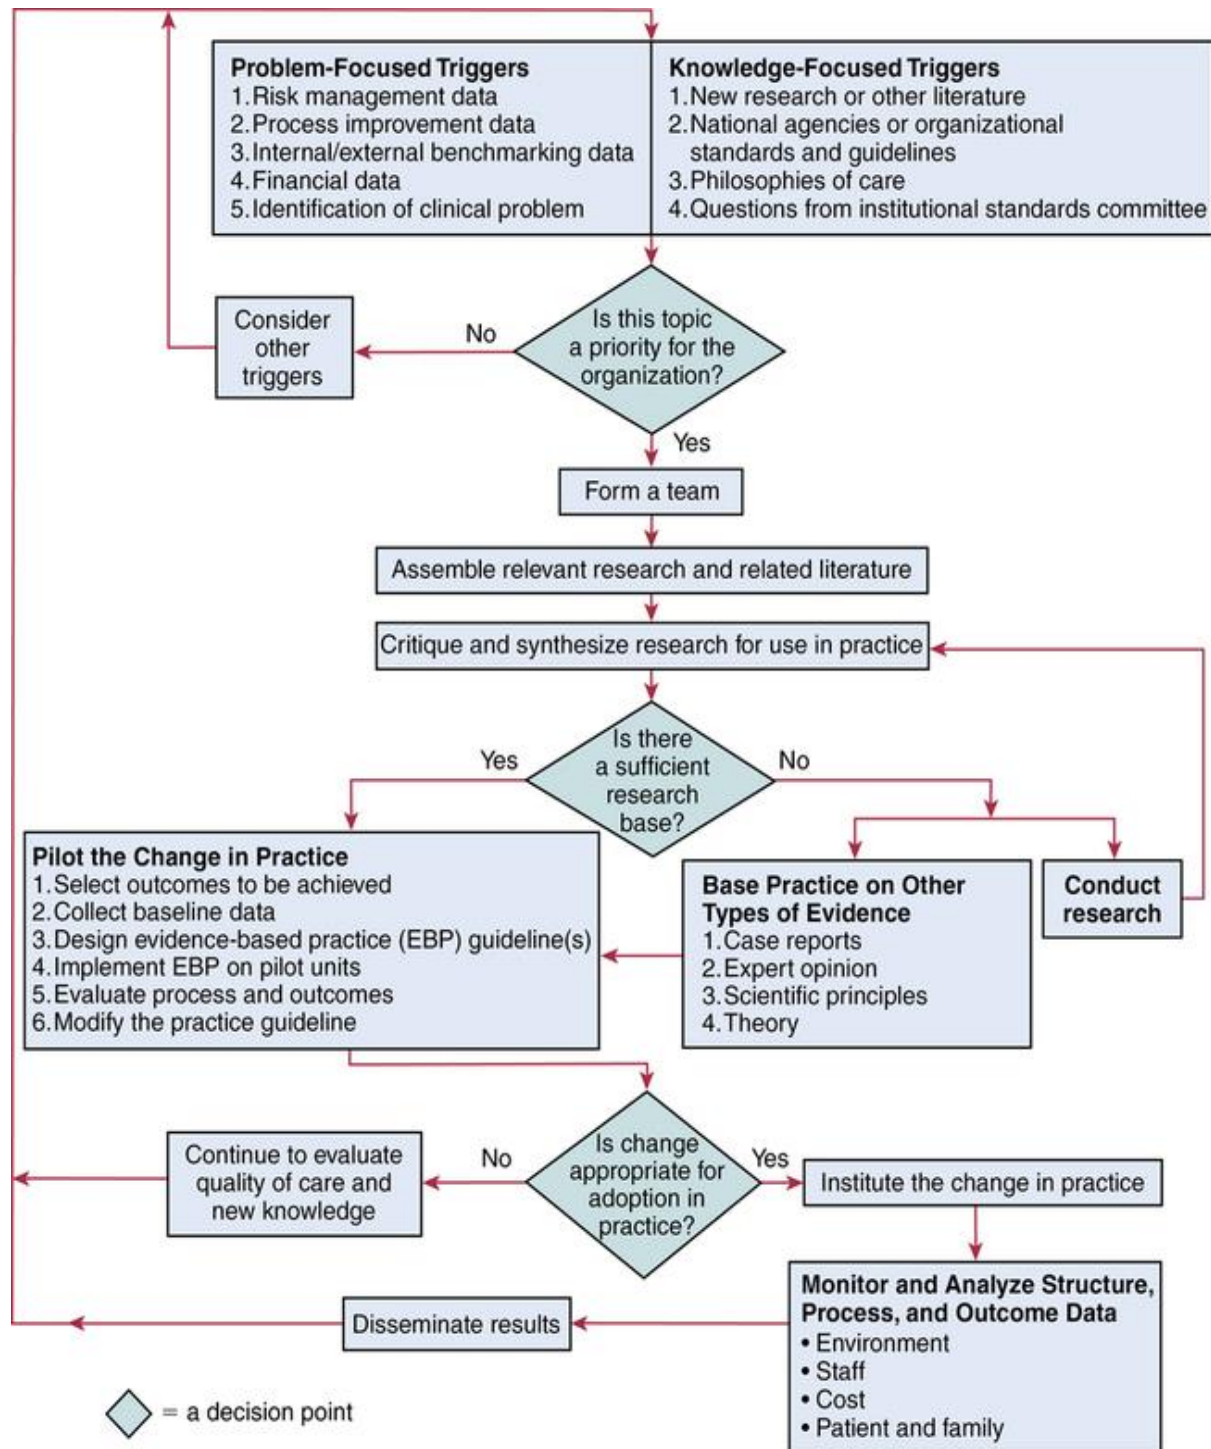 Problem-Focused Triggers
1.Risk management data
2.Process improvement data
3.Internal/external benchmarking data
4.Financial data
5.Identification of clinical problem
Knowledge-Focused Triggers
1.New research or other literature
2.National agencies or organizational
standards and guidelines
3.Philosophies of care
4.Questions from institutional standards committee
Consider
other
triggers
No
Is this topic
a priority for the
organization?
Yes
Form a team
Assemble relevant research and related literature
Critique and synthesize research for use in practice
Yes
Is there
a sufficient
research
base?
No
Pilot the Change in Practice
1.Select outcomes to be achieved
2.Collect baseline data
3.Design evidence-based practice (EBP) guideline(s)
4.Implement EBP on pilot units
5.Evaluate process and outcomes
6.Modify the practice guideline
Base Practice on Other
Types of Evidence
1.Case reports
2.Expert opinion
3.Scientific principles
4.Theory
Conduct
research
Continue to evaluate
quality of care and
new knowledge
No
Is change
appropriate for
adoption in
practice?
Yes
Institute the change in practice
Monitor and Analyze Structure,
Process, and Outcome Data
• Environment
• Staff
• Cost
• Patient and family
Disseminate results
= a decision point